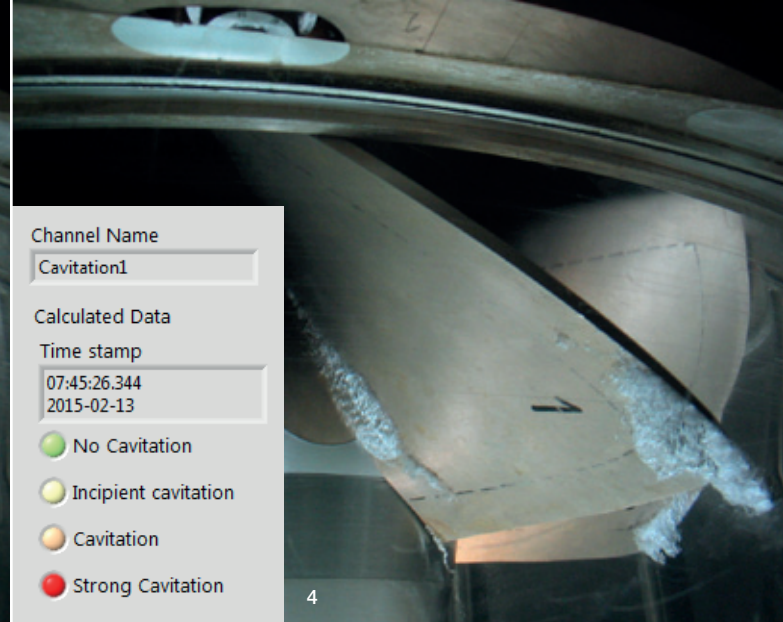 Channel Name
Cavitation1
Calculated Data
Time stamp
07:45:26.344
2015-02-13
No Cavitation
Incipient cavitation
Cavitation
Strong Cavitation
4
1